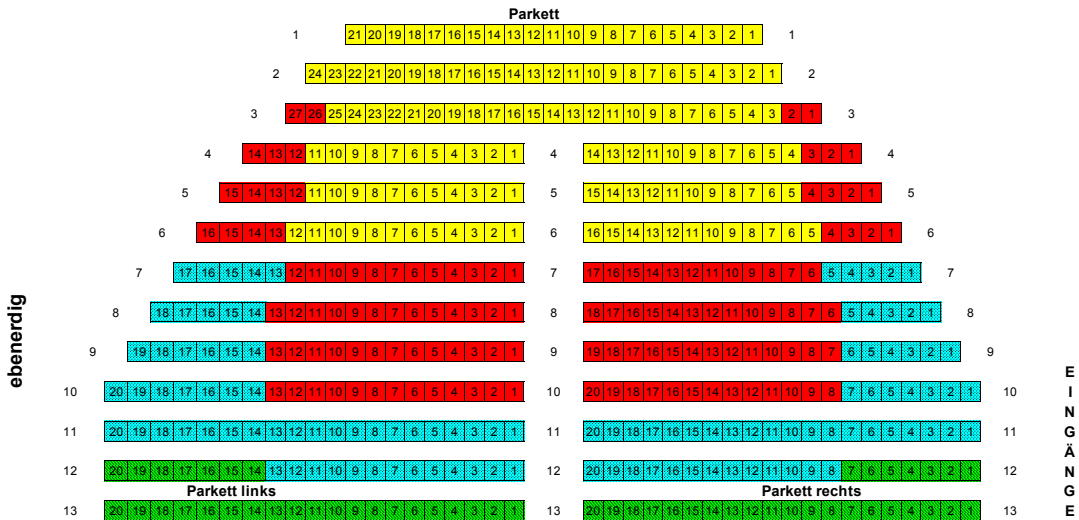 Parkett
1 21 20 19 18 17 16 15 14 13 12 11 10 9 8 7 6 5 4 3 2 1 1
2 24 23 22 21 20 19 18 17 16 15 14 13 12 11 10 9 8 7 6 5 4 3 2 1 2
3 27 26 25 24 23 22 21 20 19 18 17 16 15 14 13 12 11 10 9 8 7 6 5 4 3 2 1 3
4 14 13 12 11 10 9 8 7 6 5 4 3 2 1 4 14 13 12 11 10 9 8 7 6 5 4 3 2 1 4
5 15 14 13 12 11 10 9 8 7 6 5 4 3 2 1 5 15 14 13 12 11 10 9 8 7 6 5 4 3 2 1 5
6 16 15 14 13 12 11 10 9 8 7 6 5 4 3 2 1 6 16 15 14 13 12 11 10 9 8 7 6 5 4 3 2 1 6
7 17 16 15 14 13 12 11 10 9 8 7 6 5 4 3 2 1 7 17 16 15 14 13 12 11 10 9 8 7 6 5 4 3 2 1 7
8 18 17 16 15 14 13 12 11 10 9 8 7 6 5 4 3 2 1 8 18 17 16 15 14 13 12 11 10 9 8 7 6 5 4 3 2 1 8
9 19 18 17 16 15 14 13 12 11 10 9 8 7 6 5 4 3 2 1 9 19 18 17 16 15 14 13 12 11 10 9 8 7 6 5 4 3 2 1 9
10 20 19 18 17 16 15 14 13 12 11 10 9 8 7 6 5 4 3 2 1 10 20 19 18 17 16 15 14 13 12 11 10 9 8 7 6 5 4 3 2 1 10
11 20 19 18 17 16 15 14 13 12 11 10 9 8 7 6 5 4 3 2 1 11 20 19 18 17 16 15 14 13 12 11 10 9 8 7 6 5 4 3 2 1 11
12 20 19 18 17 16 15 14 13 12 11 10 9 8 7 6 5 4 3 2 1 12 20 19 18 17 16 15 14 13 12 11 10 9 8 7 6 5 4 3 2 1 12
Parkett links Parkett rechts
13 20 19 18 17 16 15 14 13 12 11 10 9 8 7 6 5 4 3 2 1 13 20 19 18 17 16 15 14 13 12 11 10 9 8 7 6 5 4 3 2 1 13
ebenerdig
EINGÄNGE